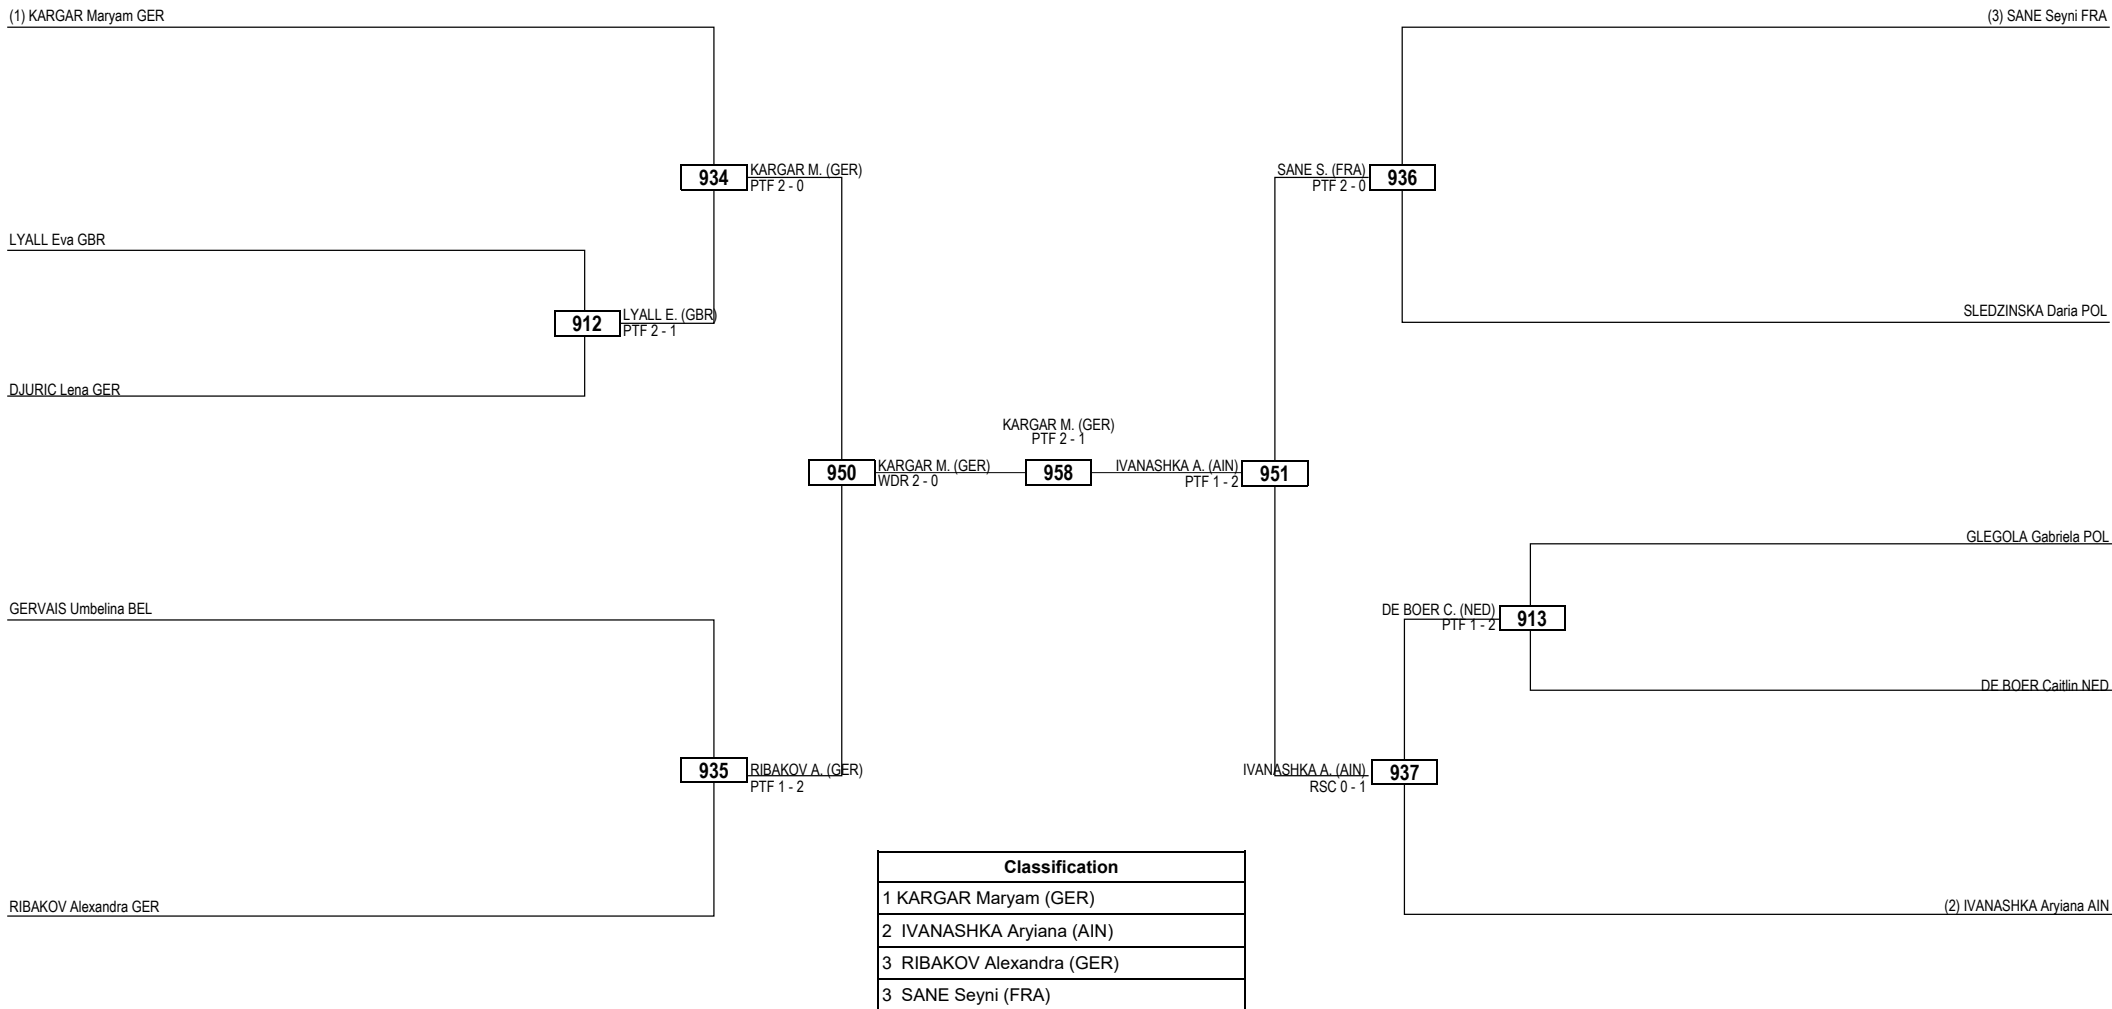 (1) KARGAR Maryam GER
(3) SANE Seyni FRA
934
KARGAR M. (GER)
PTF 2 - 0
SANE S. (FRA)
PTF 2 - 0
936
LYALL Eva GBR
912
LYALL E. (GBR)
PTF 2 - 1
SLEDZINSKA Daria POL
DJURIC Lena GER
KARGAR M. (GER)
PTF 2 - 1
950
KARGAR M. (GER)
WDR 2 - 0
958
IVANASHKA A. (AIN)
PTF 1 - 2
951
GLEGOLA Gabriela POL
GERVAIS Umbelina BEL
DE BOER C. (NED)
PTF 1 - 2
913
DE BOER Caitlin NED
935
RIBAKOV A. (GER)
PTF 1 - 2
IVANASHKA A. (AIN)
RSC 0 - 1
937
RIBAKOV Alexandra GER
(2) IVANASHKA Aryiana AIN
Classification
1 KARGAR Maryam (GER)
2 IVANASHKA Aryiana (AIN)
3 RIBAKOV Alexandra (GER)
3 SANE Seyni (FRA)